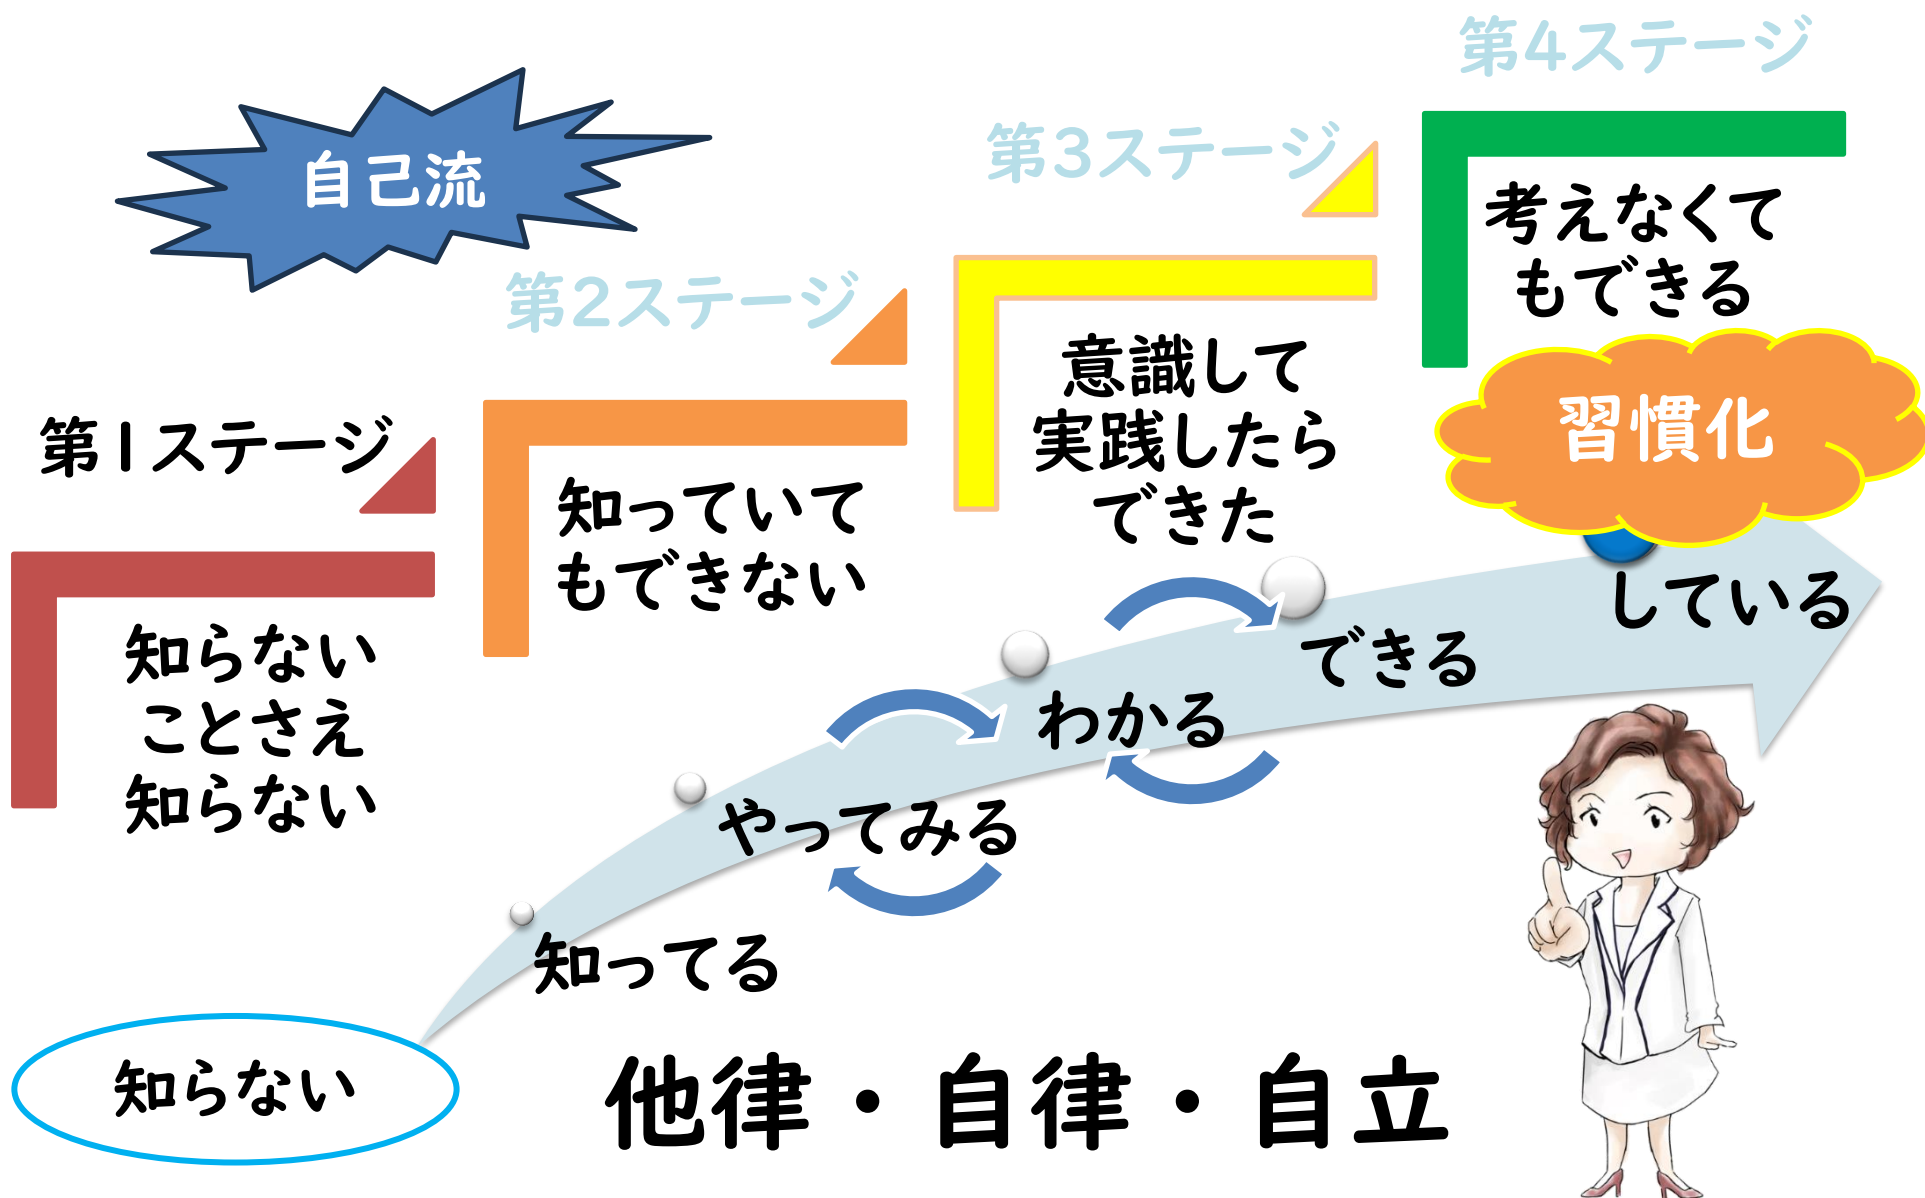 自己流
第1ステージ
知らない
ことさえ
知らない
第2ステージ
知っていて
もできない
第3ステージ
意識して
実践したら
できた
第4ステージ
考えなくて
もできる
習慣化
知らない
知ってる
やってみる
わかる
できる
している
他律・自律・自立